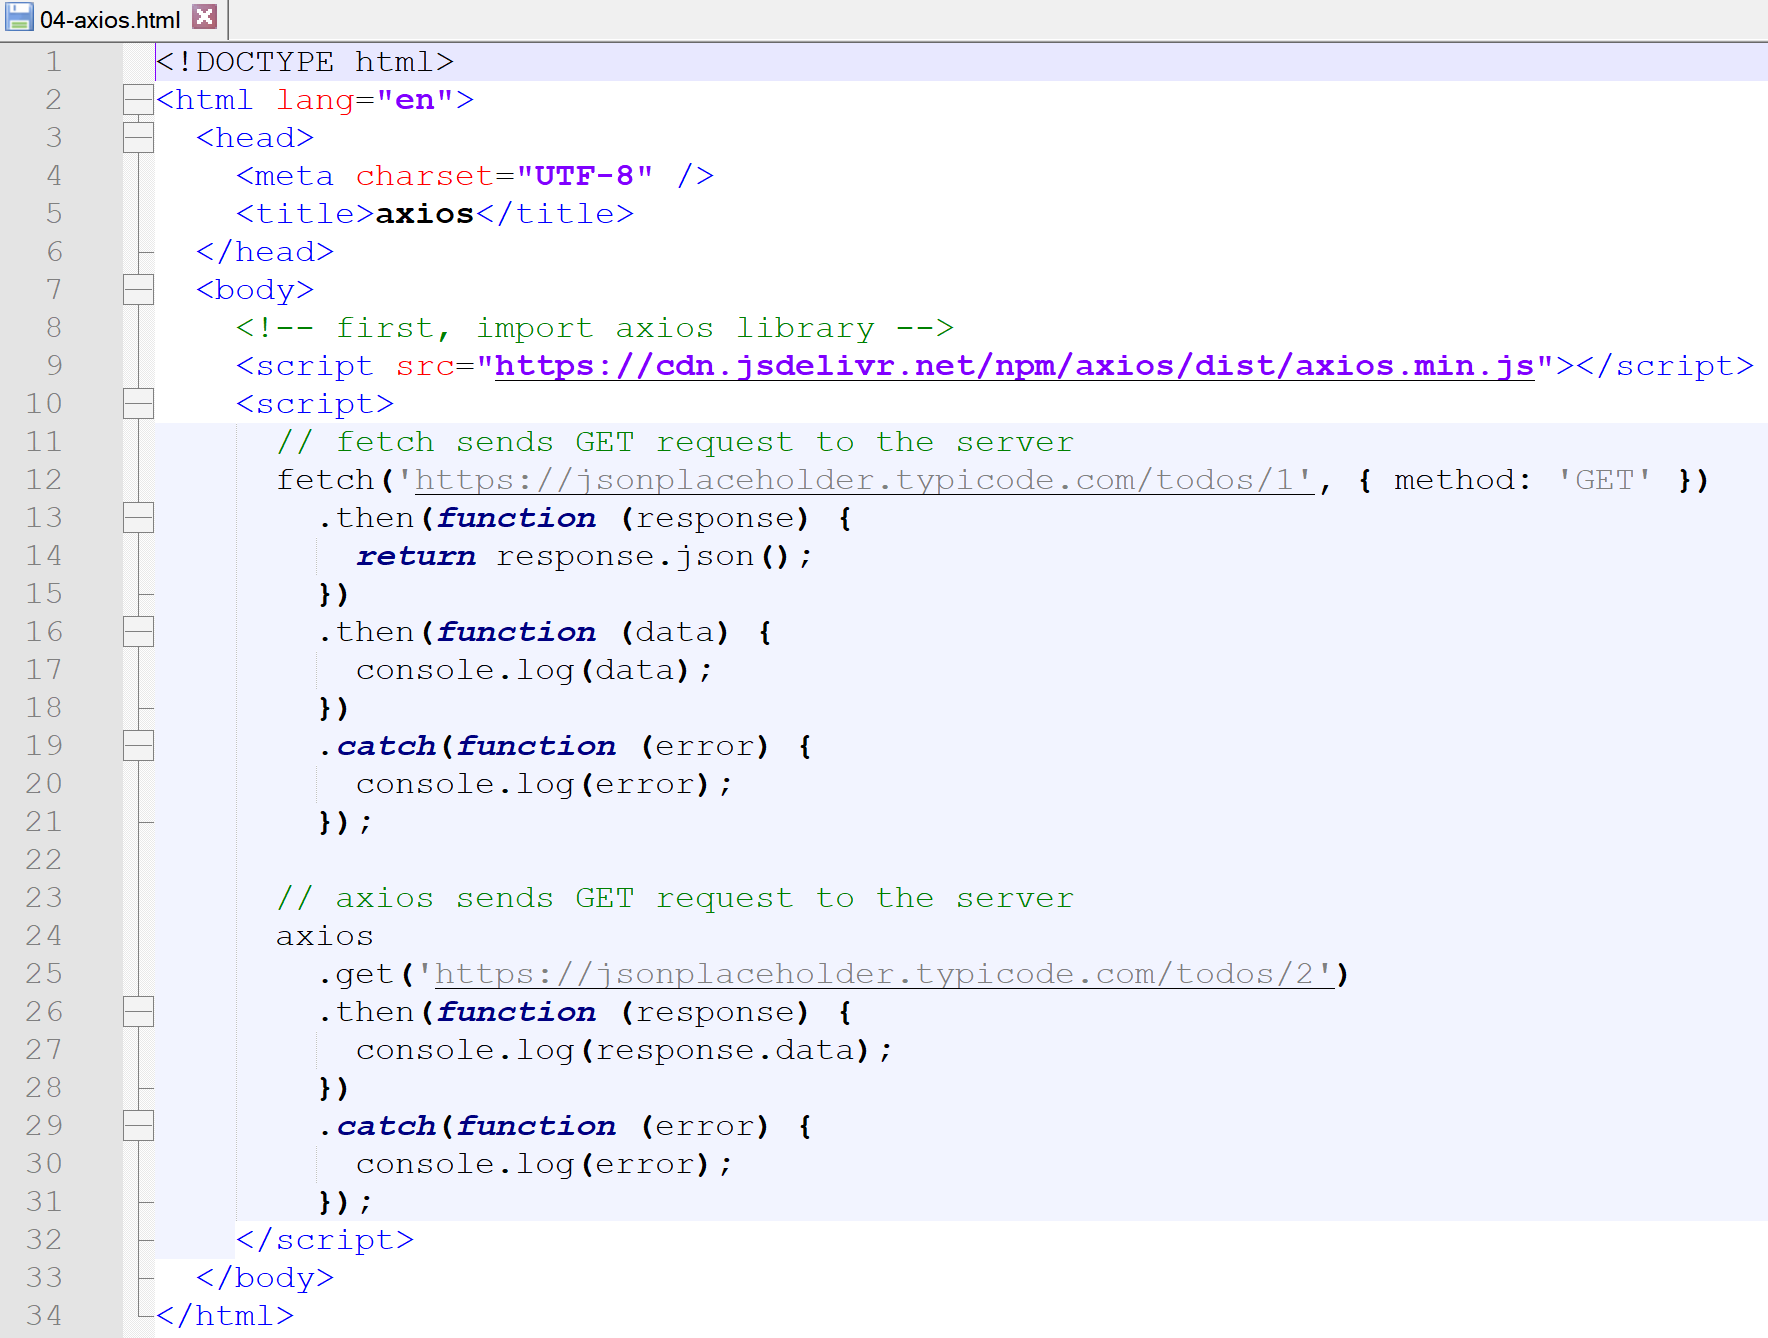 04-axios.html
1 <!DOCTYPE html>
2 <html lang="en">
3   <head>
4     <meta charset="UTF-8" />
5     <title>axios</title>
6   </head>
7   <body>
8     <!-- first, import axios library -->
9     <script src="https://cdn.jsdelivr.net/npm/axios/dist/axios.min.js"></script>
10     <script>
11       // fetch sends GET request to the server
12       fetch('https://jsonplaceholder.typicode.com/todos/1', { method: 'GET' })
13         .then(function (response) {
14           return response.json();
15         })
16         .then(function (data) {
17           console.log(data);
18         })
19         .catch(function (error) {
20           console.log(error);
21         });
22
23       // axios sends GET request to the server
24       axios
25         .get('https://jsonplaceholder.typicode.com/todos/2')
26         .then(function (response) {
27           console.log(response.data);
28         })
29         .catch(function (error) {
30           console.log(error);
31         });
32     </script>
33   </body>
34 </html>